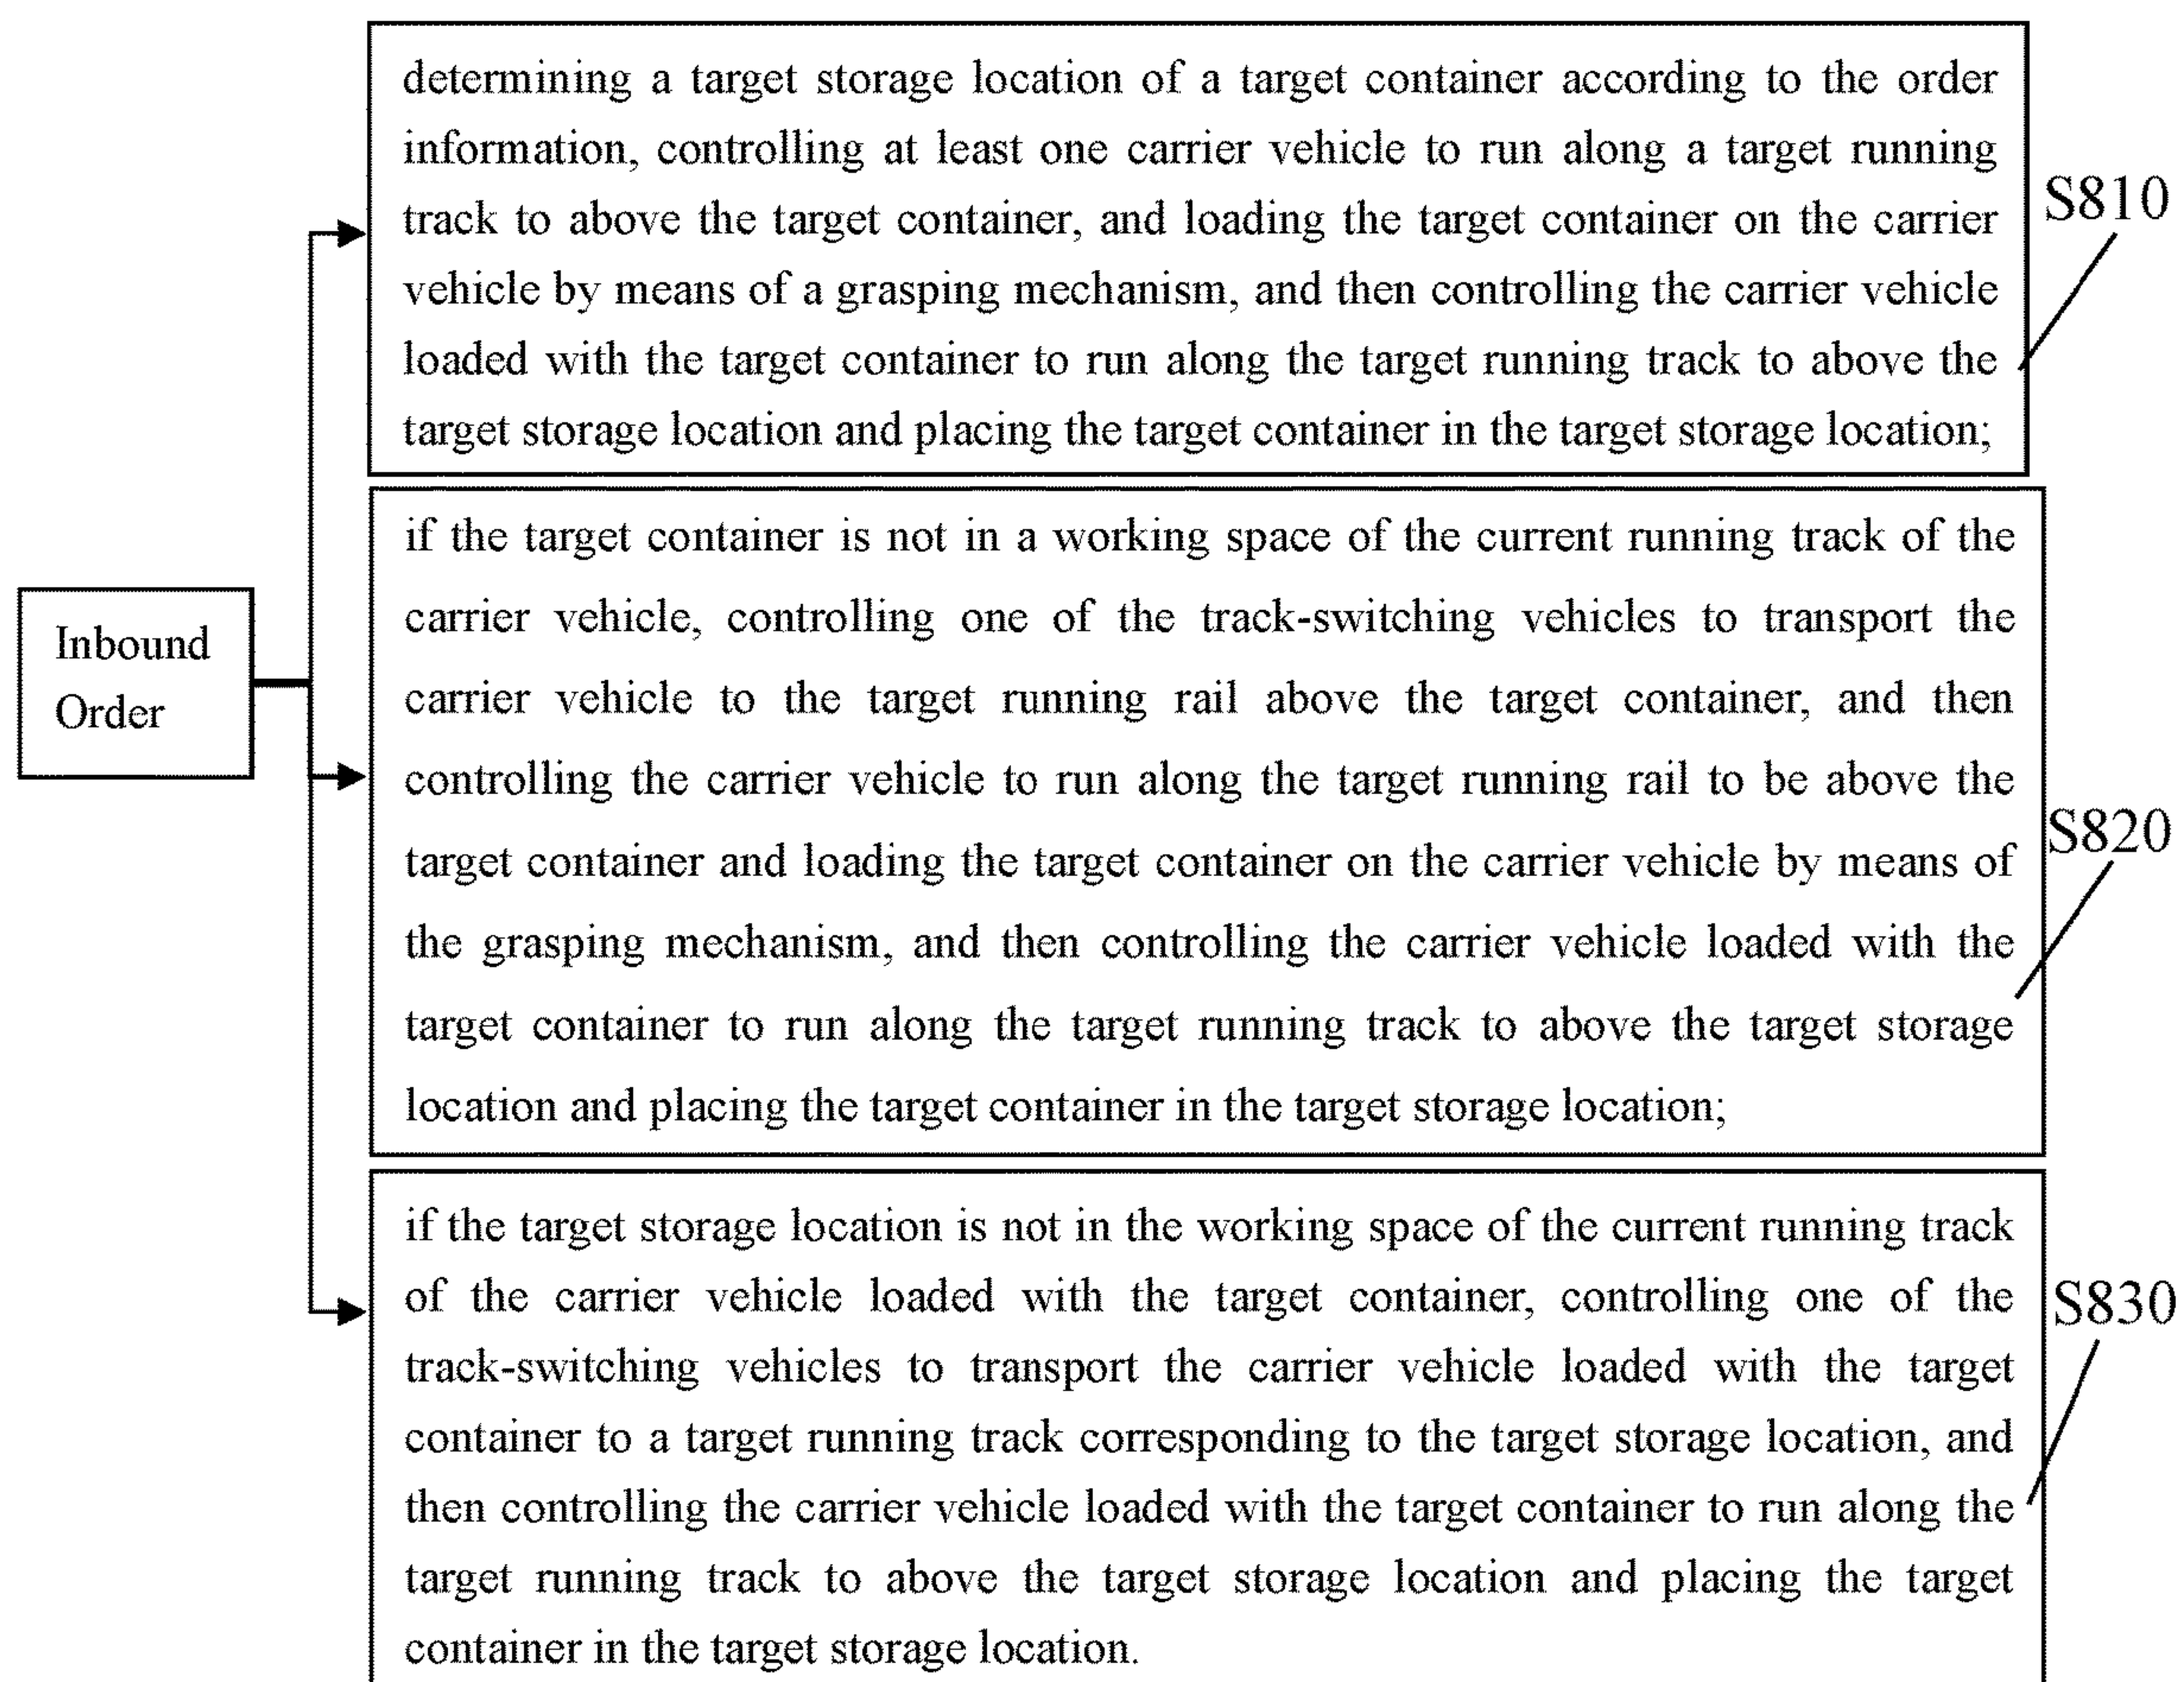 determining a target storage location of a target container according to the order
information, controlling at least one carrier vehicle to run along a target running
track to above the target container, and loading the target container on the carrier
vehicle by means of a grasping mechanism, and then controlling the carrier vehicle
loaded with the target container to run along the target running track to above the
target storage location and placing the target container in the target storage location;
S810
Inbound
Order
if the target container is not in a working space of the current running track of the
carrier vehicle, controlling one of the track-switching vehicles to transport the
carrier vehicle to the target running rail above the target container, and then
controlling the carrier vehicle to run along the target running rail to be above the
target container and loading the target container on the carrier vehicle by means of
the grasping mechanism, and then controlling the carrier vehicle loaded with the
target container to run along the target running track to above the target storage
location and placing the target container in the target storage location;
S820
if the target storage location is not in the working space of the current running track
of the carrier vehicle loaded with the target container, controlling one of the
track-switching vehicles to transport the carrier vehicle loaded with the target
container to a target running track corresponding to the target storage location, and
then controlling the carrier vehicle loaded with the target container to run along the
target running track to above the target storage location and placing the target
container in the target storage location.
S830